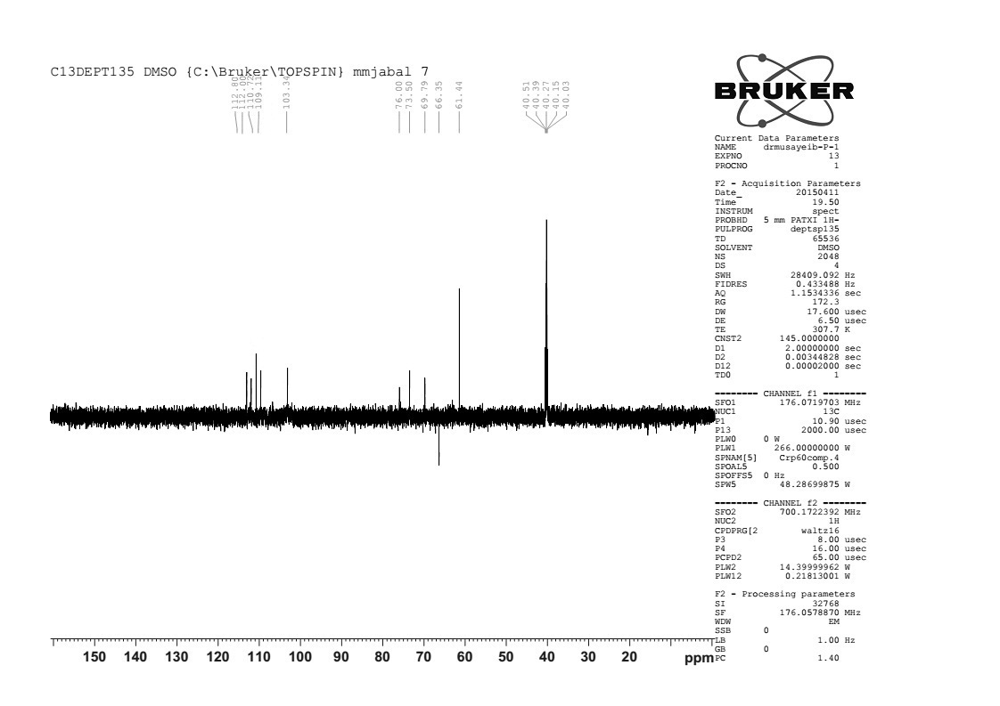 C13DEPT135 DMSO {C:\Bruker\TOPSPIN} mmjabal 7
112.80
112.00
110.72
109.11
103.34
76.00
73.50
69.79
66.35
61.44
40.51
40.39
40.27
40.15
40.03
BRUKER
Current Data Parameters
NAME drmusayeib-P-1
EXPNO 13
PROCNO 1
F2 - Acquisition Parameters
Date_ 20150411
Time 19.50
INSTRUM spect
PROBHD 5 mm PATXI 1H-
PULPROG deptsp135
TD 65536
SOLVENT DMSO
NS 2048
DS 4
SWH 28409.092 Hz
FIDRES 0.433488 Hz
AQ 1.1534336 sec
RG 172.3
DW 17.600 usec
DE 6.50 usec
TE 307.7 K
CNST2 145.0000000
D1 2.00000000 sec
D2 0.00344828 sec
D12 0.00002000 sec
TD0 1
======== CHANNEL f1 ========
SFO1 176.0719703 MHz
NUC1 13C
P1 10.90 usec
P13 2000.00 usec
PLW0 0 W
PLW1 266.00000000 W
SPNAM[5] Crp60comp.4
SPOAL5 0.500
SPOFFS5 0 Hz
SPW5 48.28699875 W
======== CHANNEL f2 ========
SFO2 700.1722392 MHz
NUC2 1H
CPDPRG[2 waltz16
P3 8.00 usec
P4 16.00 usec
PCPD2 65.00 usec
PLW2 14.39999962 W
PLW12 0.21813001 W
F2 - Processing parameters
SI 32768
SF 176.0578870 MHz
WDW EM
SSB 0
LB 1.00 Hz
GB 0
PC 1.40
150 140 130 120 110 100 90 80 70 60 50 40 30 20 ppm